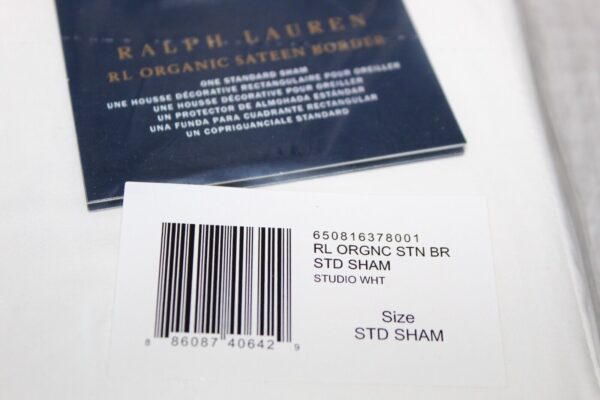 RALPH LAUREN
RL ORGANIC SATEEN BORDER
ONE STANDARD SHAM
UNE HOUSSE DÉCORATIVE RECTANGULAIRE POUR OREILLER
UNE HOUSSE DÉCORATIVE POUR OREILLER
UN PROTECTOR DE ALMOHADA ESTÁNDAR
UNA FUNDA PARA CUADRANTE RECTANGULAR
UN COPRIGUANCIALE STANDARD
650816378001
RL ORGNC STN BR
STD SHAM
STUDIO WHT
Size
STD SHAM
8 86087 40642 9